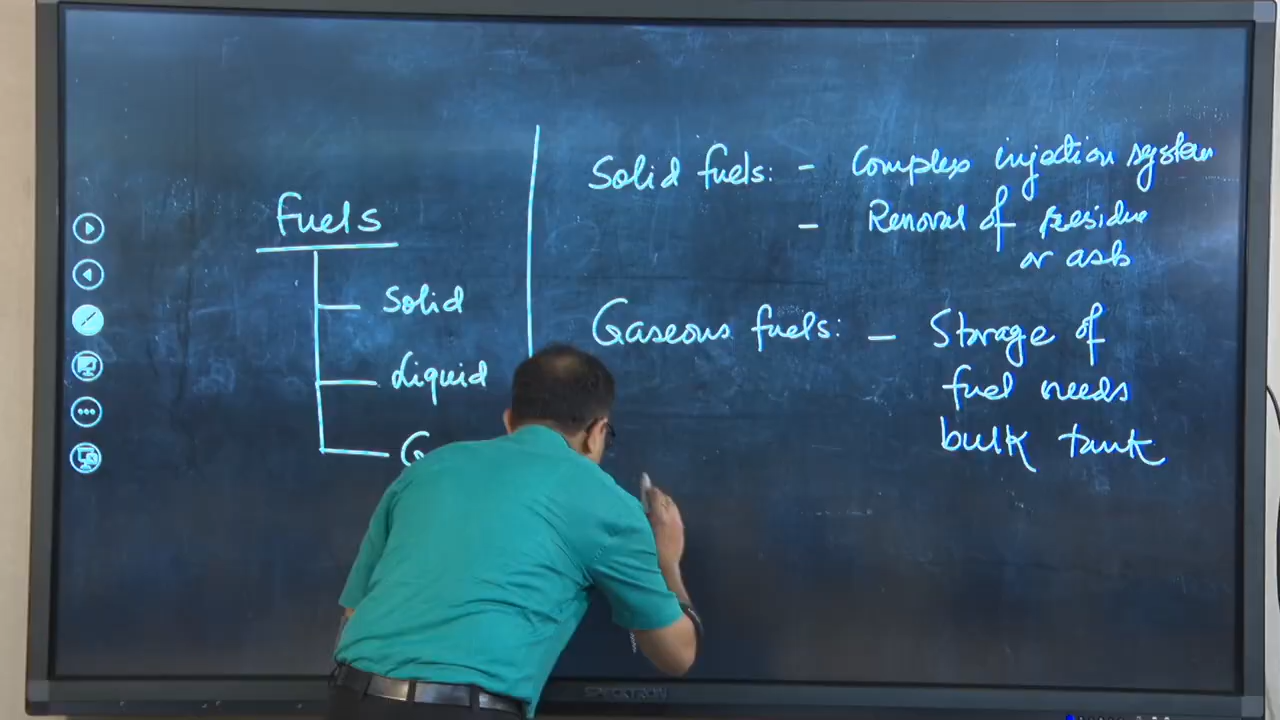 Fuels
Solid
Liquid
G
Solid fuels: - Complex injection system
- Removal of residue
or ash
Gaseous fuels: - Storage of
fuel needs
bulk tank
SPECKTRON